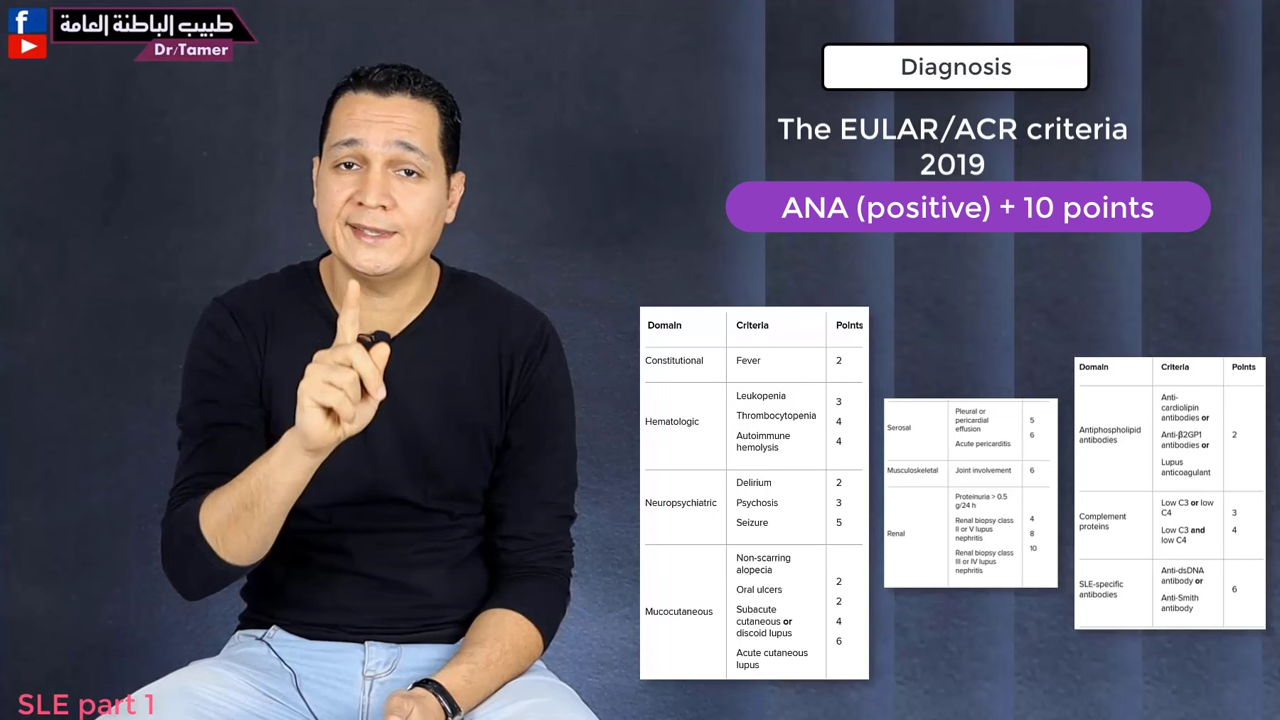 f
طبيب الباطنة العامة
Dr/Tamer
Diagnosis
The EULAR/ACR criteria
2019
ANA (positive) + 10 points
Domain Criteria Points
Constitutional Fever 2
Hematologic
Leukopenia 3
Thrombocytopenia 4
Autoimmune
hemolysis 4
Neuropsychiatric
Delirium 2
Psychosis 3
Seizure 5
Mucocutaneous
Non-scarring
alopecia 2
Oral ulcers 2
Subacute
cutaneous or
discoid lupus 4
Acute cutaneous
lupus 6
Serosal
Pleural or
pericardial
effusion 5
Acute pericarditis 6
Musculoskeletal Joint involvement 6
Renal
Proteinuria > 0.5
g/24 h 4
Renal biopsy class
II or V lupus
nephritis 8
Renal biopsy class
III or IV lupus
nephritis 10
Domain Criteria Points
Antiphospholipid
antibodies
Anti-
cardiolipin
antibodies or
Anti-β2GP1
antibodies or 2
Lupus
anticoagulant
Complement
proteins
Low C3 or low
C4 3
Low C3 and
low C4 4
SLE-specific
antibodies
Anti-dsDNA
antibody or 6
Anti-Smith
antibody
SLE part 1